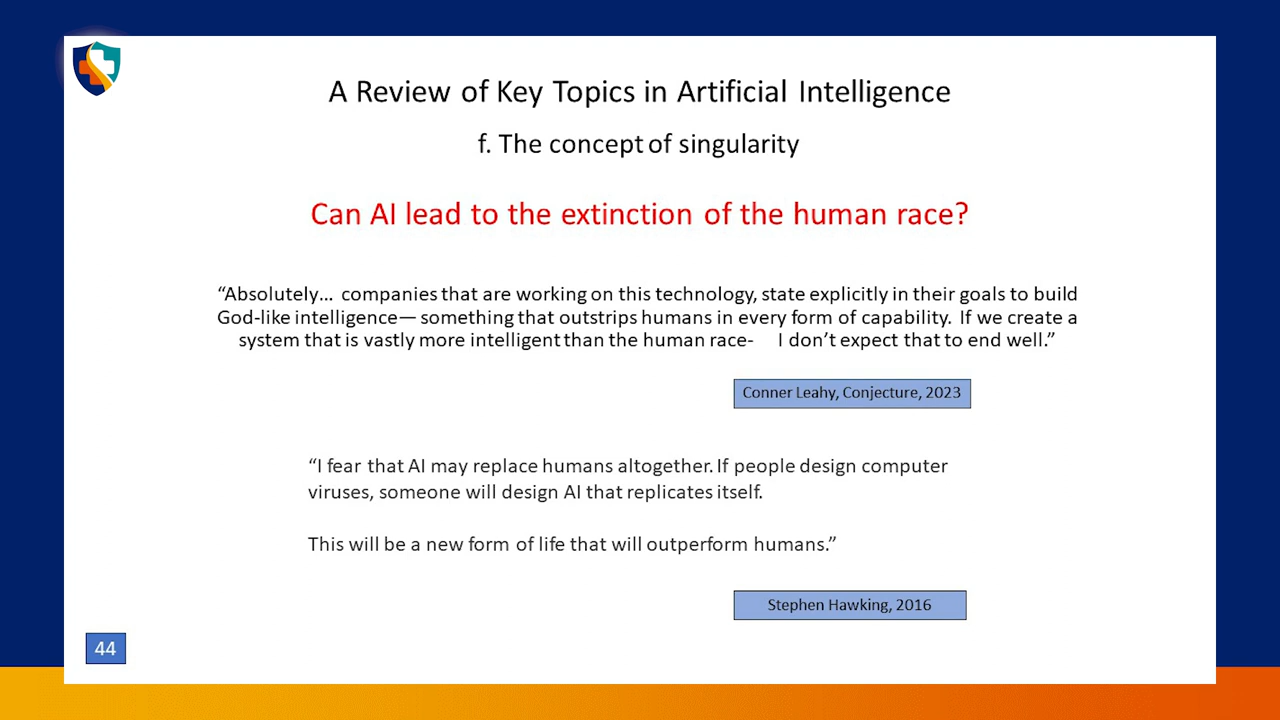 A Review of Key Topics in Artificial Intelligence
f. The concept of singularity
Can AI lead to the extinction of the human race?
“Absolutely… companies that are working on this technology, state explicitly in their goals to build
God-like intelligence— something that outstrips humans in every form of capability. If we create a
system that is vastly more intelligent than the human race- I don’t expect that to end well.”
Conner Leahy, Conjecture, 2023
“I fear that AI may replace humans altogether. If people design computer
viruses, someone will design AI that replicates itself.
This will be a new form of life that will outperform humans.”
Stephen Hawking, 2016
44